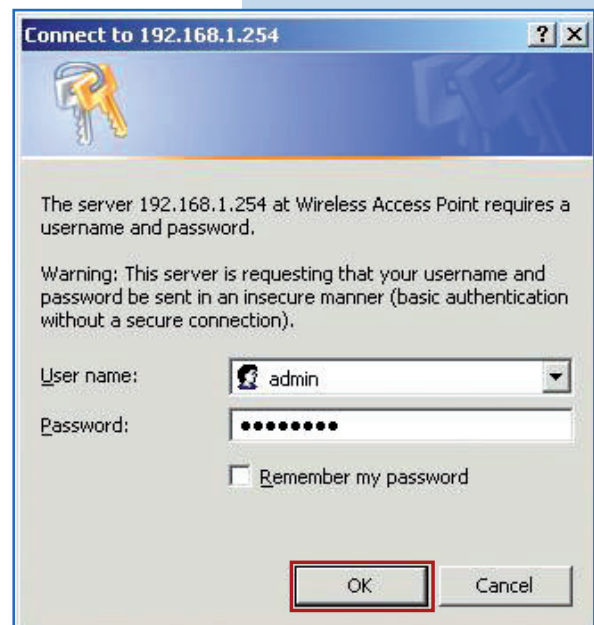 Connect to 192.168.1.254
? X
The server 192.168.1.254 at Wireless Access Point requires a
username and password.
Warning: This server is requesting that your username and
password be sent in an insecure manner (basic authentication
without a secure connection).
User name: admin
Password: ●●●●●●●●
Remember my password
OK Cancel